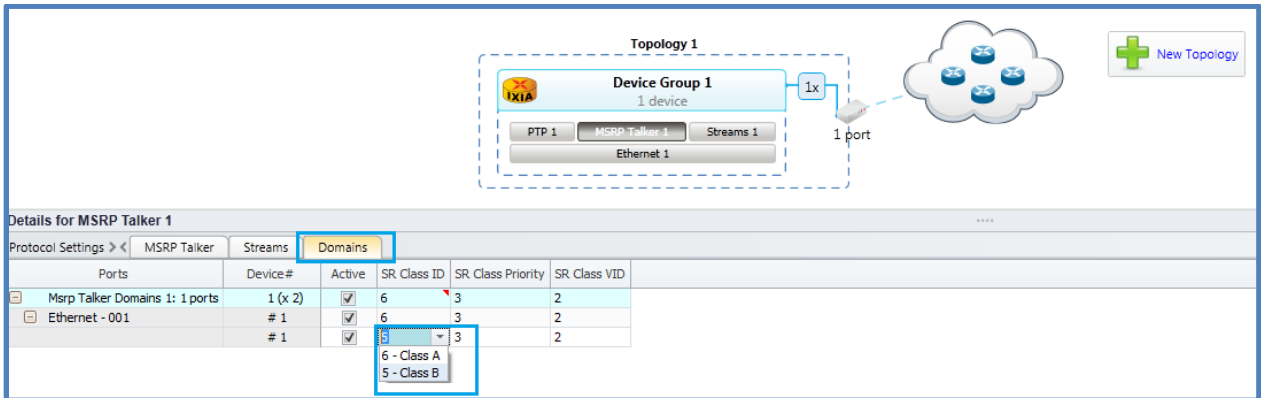 Topology 1
New Topology
IXIA
Device Group 1
1 device
1x
PTP 1 MSRP Talker 1 Streams 1
1 port
Ethernet 1
Details for MSRP Talker 1
Protocol Settings MSRP Talker Streams Domains
Ports Device# Active SR Class ID SR Class Priority SR Class VID
Msrp Talker Domains 1: 1 ports 1 (x 2) 6 3 2
Ethernet - 001 # 1 6 3 2
# 1 5 3 2
6 - Class A
5 - Class B